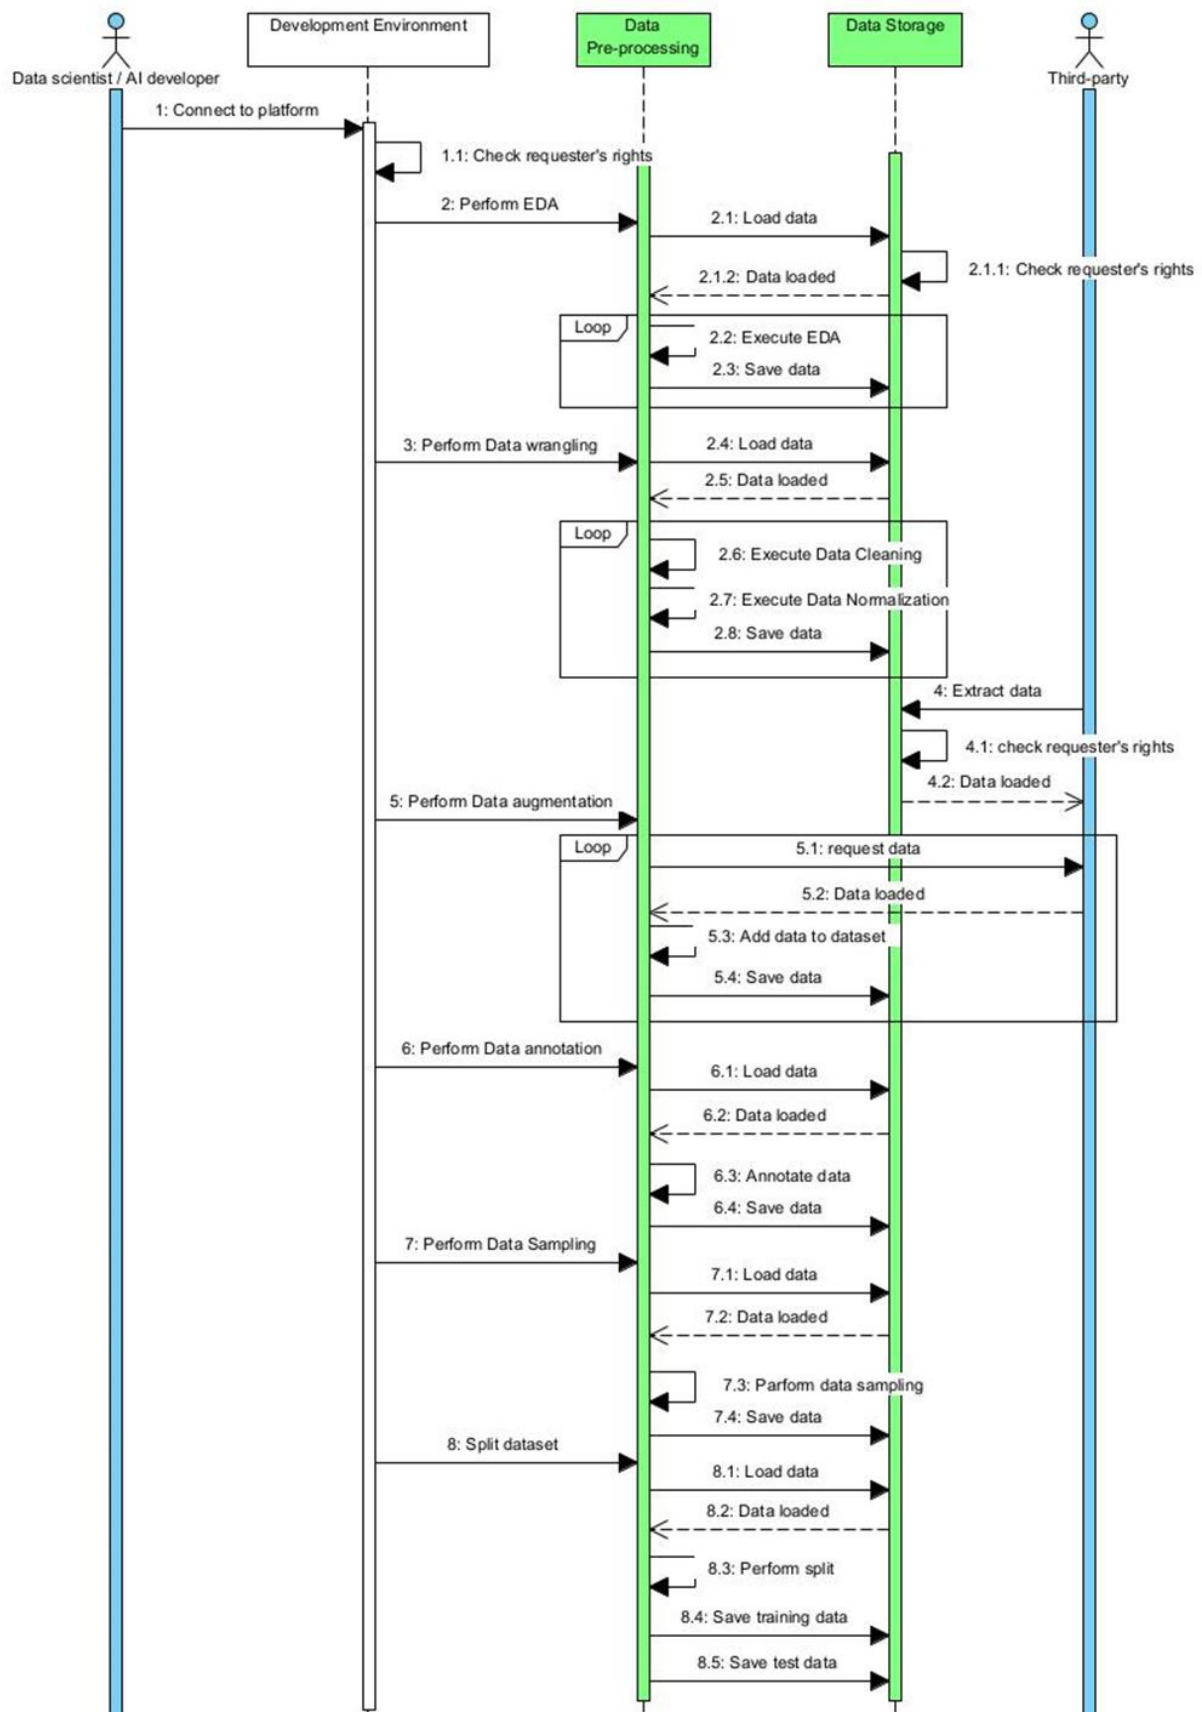 Development Environment
Data
Pre-processing
Data Storage
Data scientist / AI developer
Third-party
1: Connect to platform
1.1: Check requester's rights
2: Perform EDA
2.1: Load data
2.1.1: Check requester's rights
2.1.2: Data loaded
Loop
2.2: Execute EDA
2.3: Save data
3: Perform Data wrangling
2.4: Load data
2.5: Data loaded
Loop
2.6: Execute Data Cleaning
2.7: Execute Data Normalization
2.8: Save data
4: Extract data
4.1: check requester's rights
4.2: Data loaded
5: Perform Data augmentation
Loop
5.1: request data
5.2: Data loaded
5.3: Add data to dataset
5.4: Save data
6: Perform Data annotation
6.1: Load data
6.2: Data loaded
6.3: Annotate data
6.4: Save data
7: Perform Data Sampling
7.1: Load data
7.2: Data loaded
7.3: Parform data sampling
7.4: Save data
8: Split dataset
8.1: Load data
8.2: Data loaded
8.3: Perform split
8.4: Save training data
8.5: Save test data